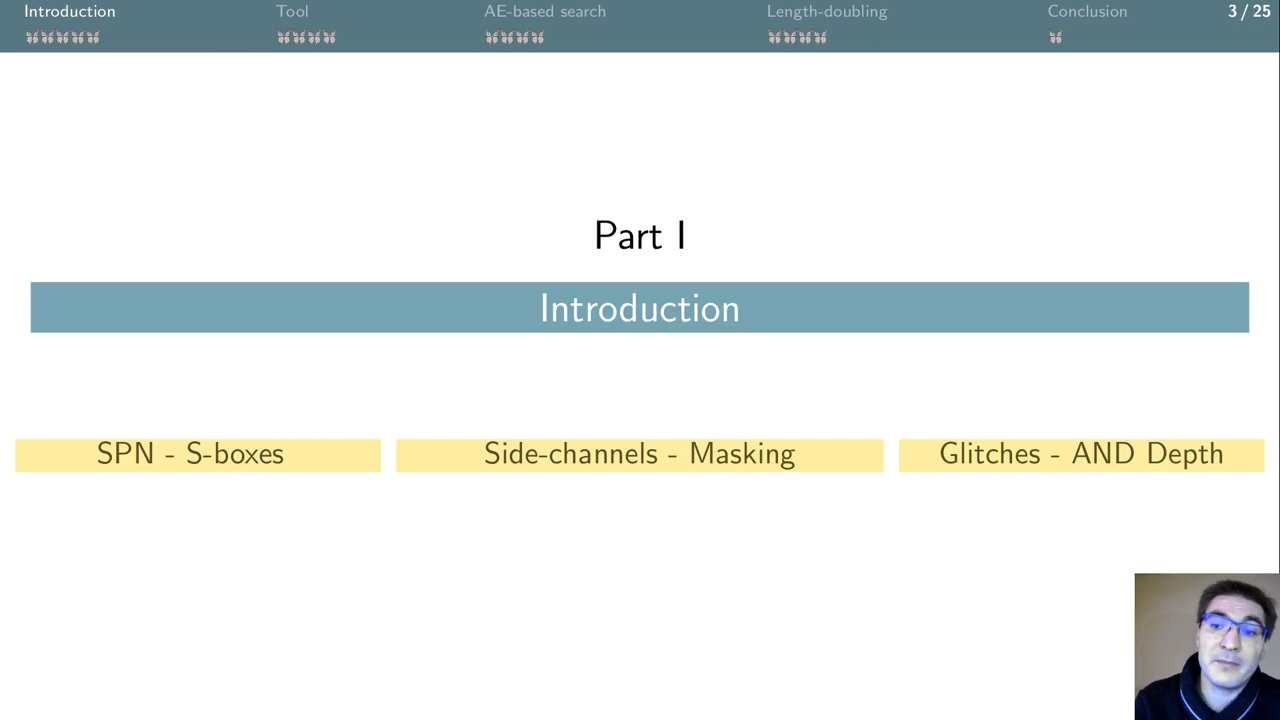 Introduction Tool AE-based search Length-doubling Conclusion 3 / 25
Part I
Introduction
SPN - S-boxes Side-channels - Masking Glitches - AND Depth